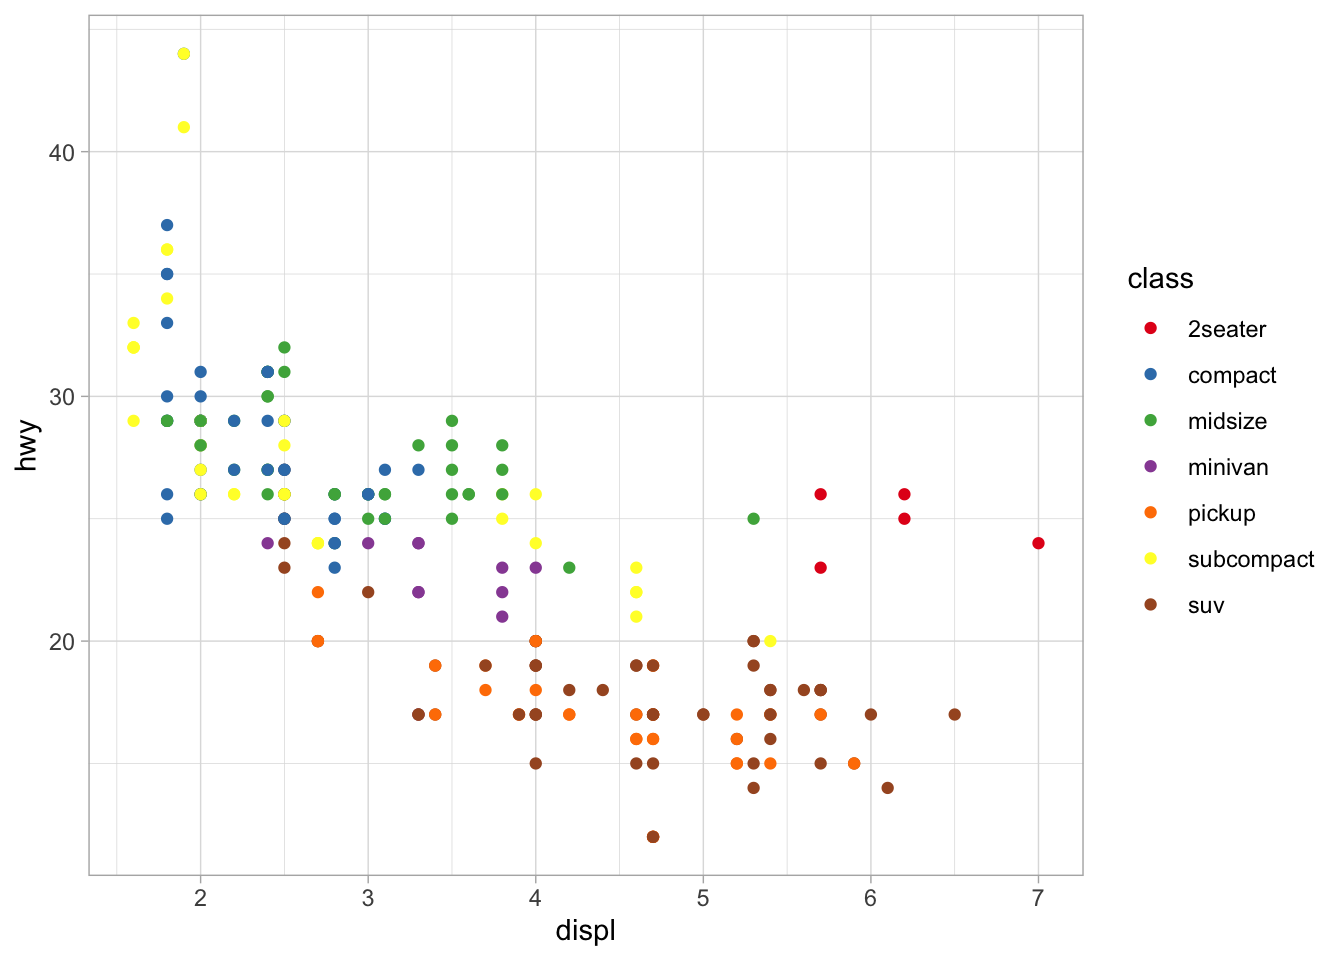 40
30
20
hwy
2 3 4 5 6 7
displ
class
2seater
compact
midsize
minivan
pickup
subcompact
suv